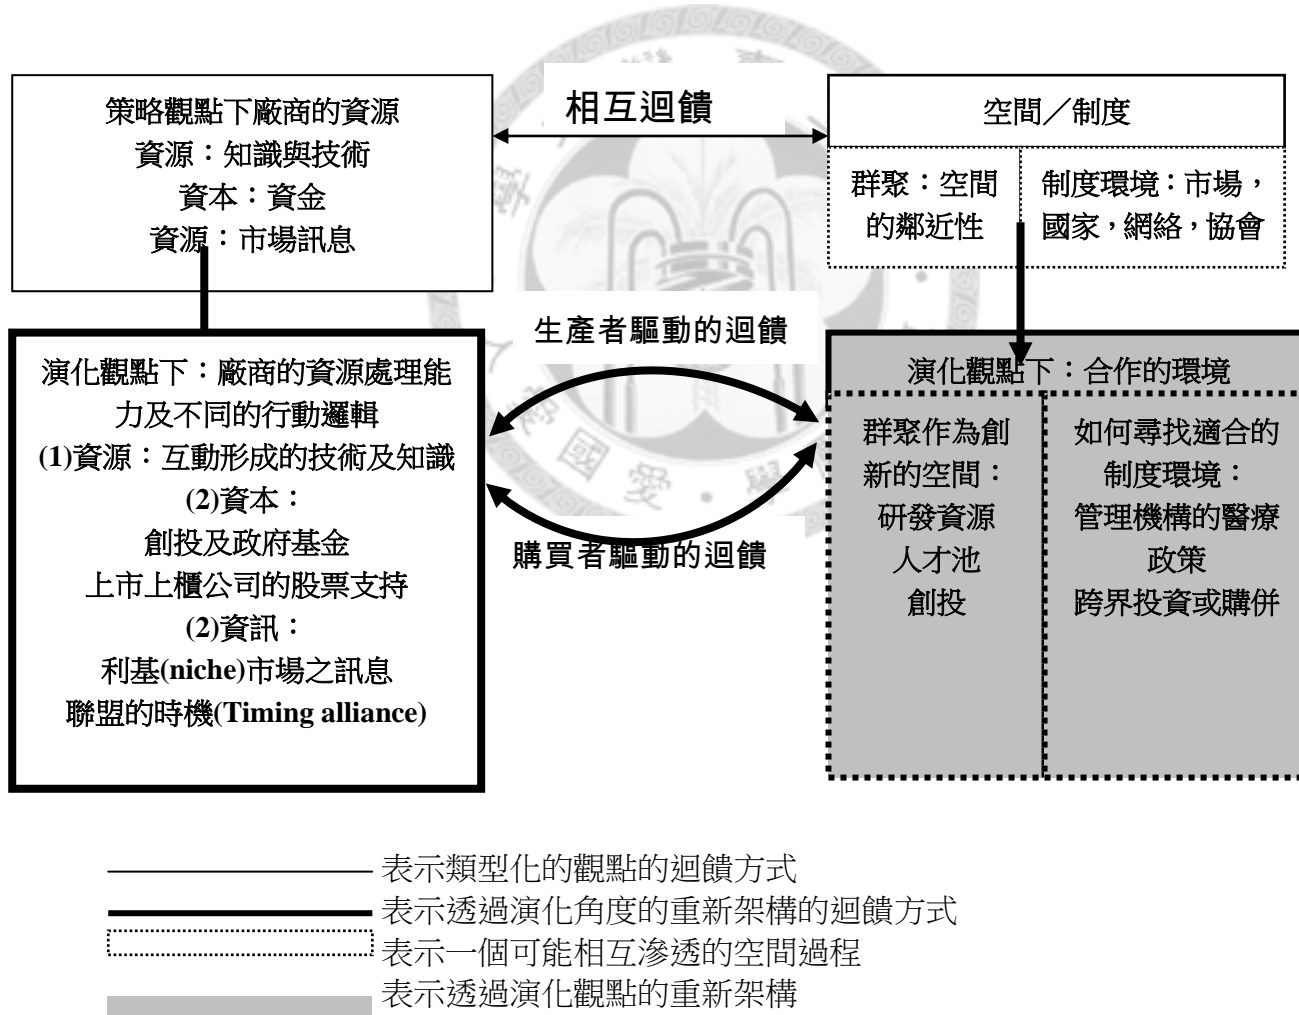 策略觀點下廠商的資源
資源：知識與技術
資本：資金
資源：市場訊息
相互迴饋
空間／制度
群聚：空間
的鄰近性
制度環境：市場，
國家，網絡，協會
演化觀點下：廠商的資源處理能
力及不同的行動邏輯
(1)資源：互動形成的技術及知識
(2)資本：
創投及政府基金
上市上櫃公司的股票支持
(2)資訊：
利基(niche)市場之訊息
聯盟的時機(Timing alliance)
生產者驅動的迴饋
購買者驅動的迴饋
演化觀點下：合作的環境
群聚作為創
新的空間：
研發資源
人才池
創投
如何尋找適合的
制度環境：
管理機構的醫療
政策
跨界投資或購併
表示類型化的觀點的迴饋方式
表示透過演化角度的重新架構的迴饋方式
表示一個可能相互滲透的空間過程
表示透過演化觀點的重新架構